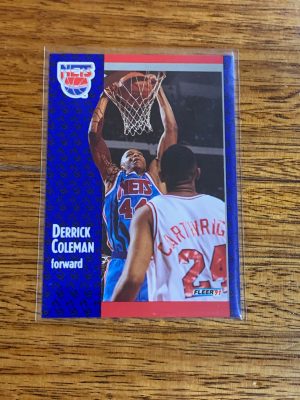 NETS
NETS
44
DERRICK
COLEMAN
forward
CARTWRIG
24
FLEER '91